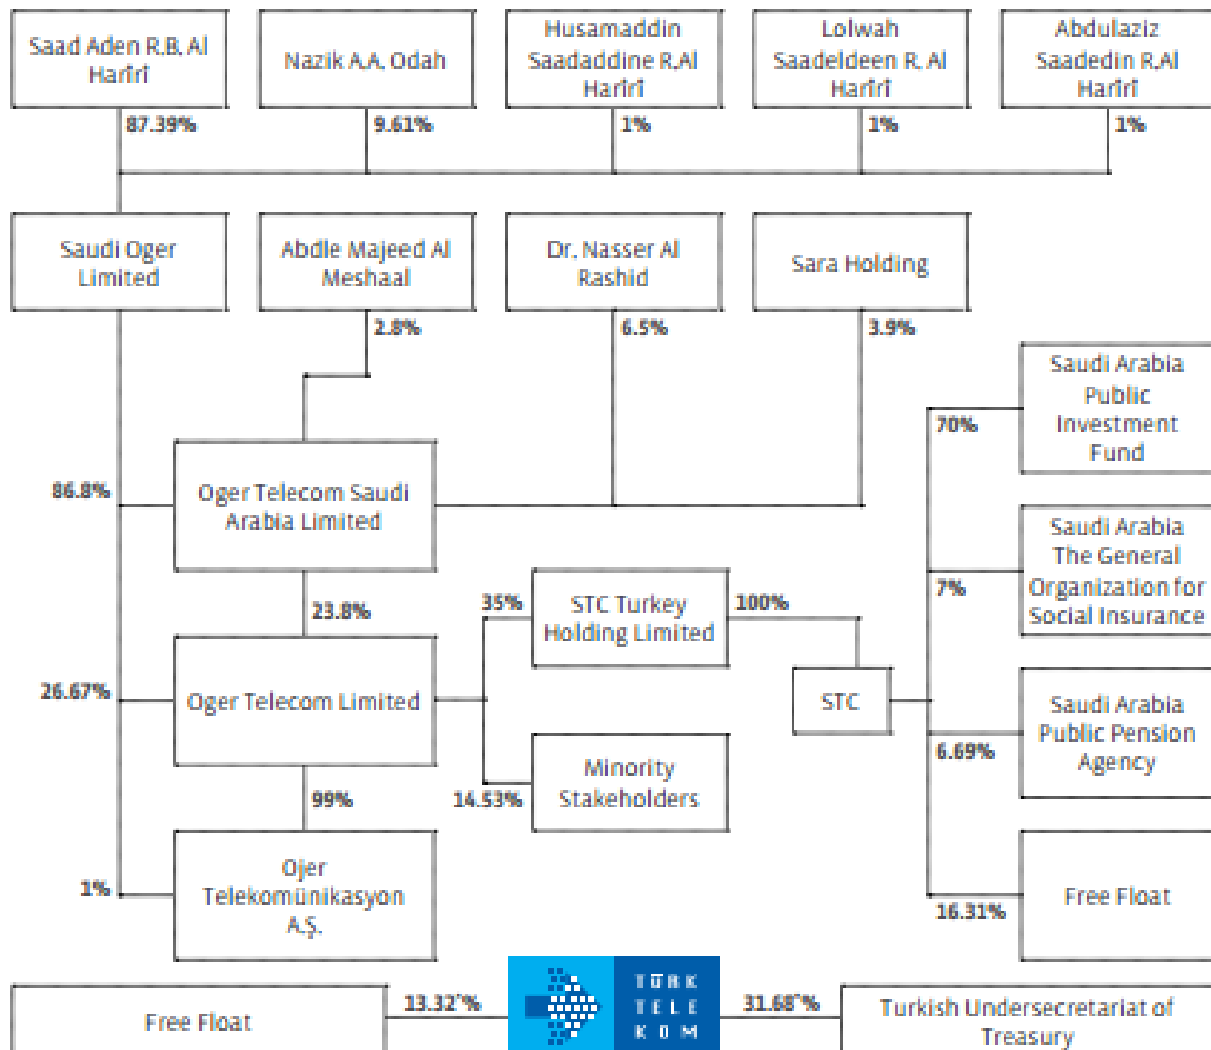 Saad Aden R.B. Al
Harîrî
Nazik A.A. Odah
Husamaddin
Saadaddine R.Al
Harîrî
Lolwah
Saadeldeen R. Al
Harîrî
Abdulaziz
Saadedin R.Al
Harîrî
87.39%
9.61%
1%
1%
1%
Saudi Oger
Limited
Abdle Majeed Al
Meshaal
Dr. Nasser Al
Rashid
Sara Holding
2.8%
6.5%
3.9%
Saudi Arabia
Public
Investment
Fund
70%
86.8%
Oger Telecom Saudi
Arabia Limited
Saudi Arabia
The General
Organization for
Social Insurance
7%
23.8%
35%
STC Turkey
Holding Limited
100%
26.67%
Oger Telecom Limited
STC
Saudi Arabia
Public Pension
Agency
6.69%
Minority
Stakeholders
14.53%
99%
1%
Ojer
Telekomünikasyon
A.Ş.
Free Float
16.31%
Free Float
13.32*%
TÜRK
TELE
KOM
31.68*%
Turkish Undersecretariat of
Treasury